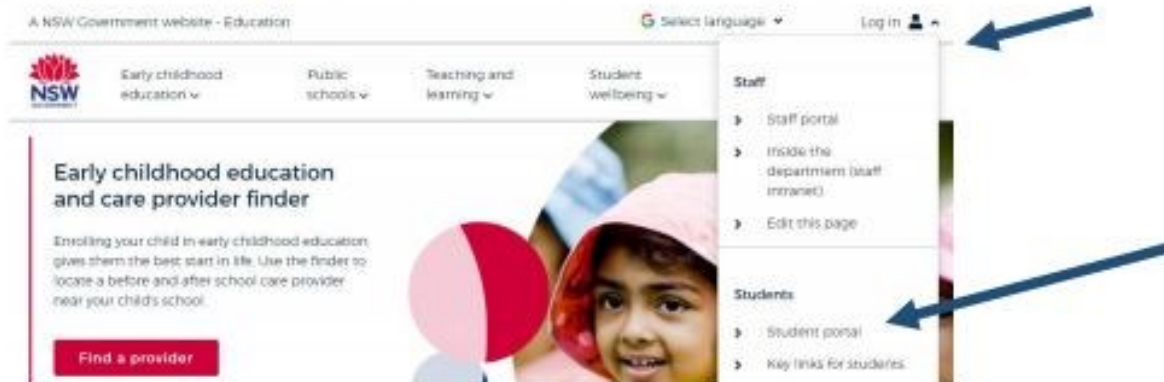 A NSW Government website - Education
Select language
Log in
NSW
GOVERNMENT
Early childhood
education
Public
schools
Teaching and
learning
Student
wellbeing
Early childhood education
and care provider finder
Enrolling your child in early childhood education
gives them the best start in life. Use the finder to
locate a before and after school care provider
near your child's school
Find a provider
Staff
Staff portal
Inside the
department (staff
intranet)
Edit this page
Students
Student portal
Key links for students